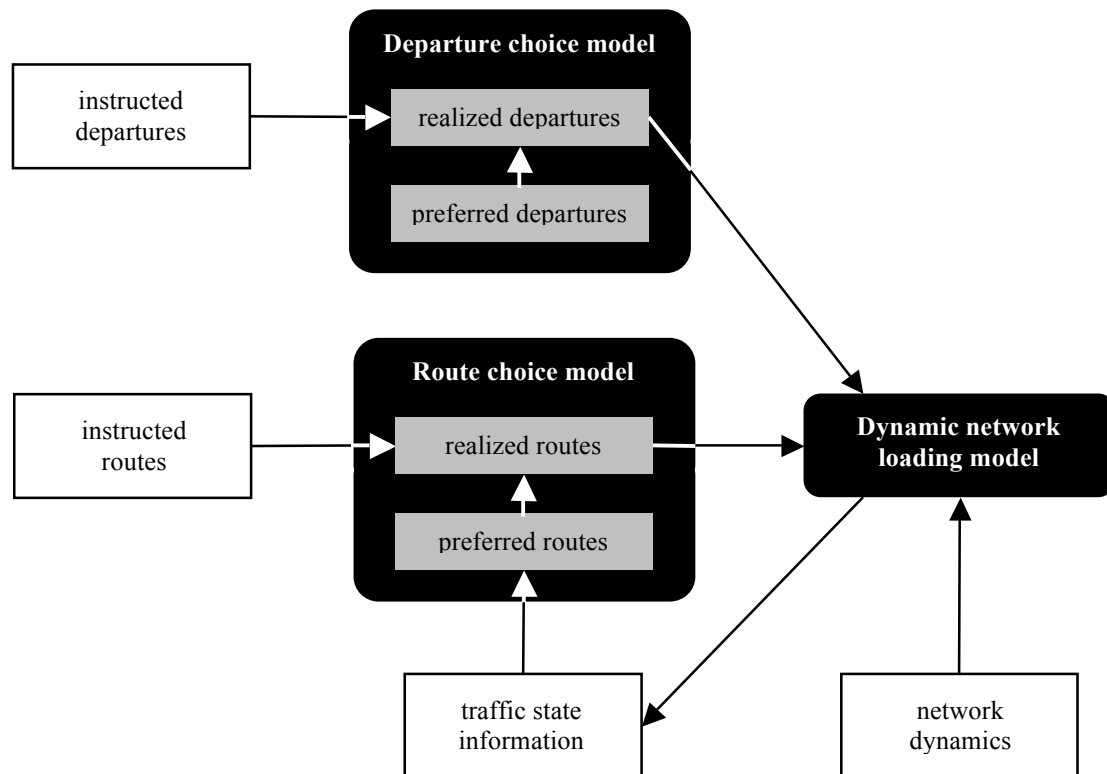 Departure choice model
instructed
departures
realized departures
preferred departures
Route choice model
instructed
routes
realized routes
preferred routes
Dynamic network
loading model
traffic state
information
network
dynamics